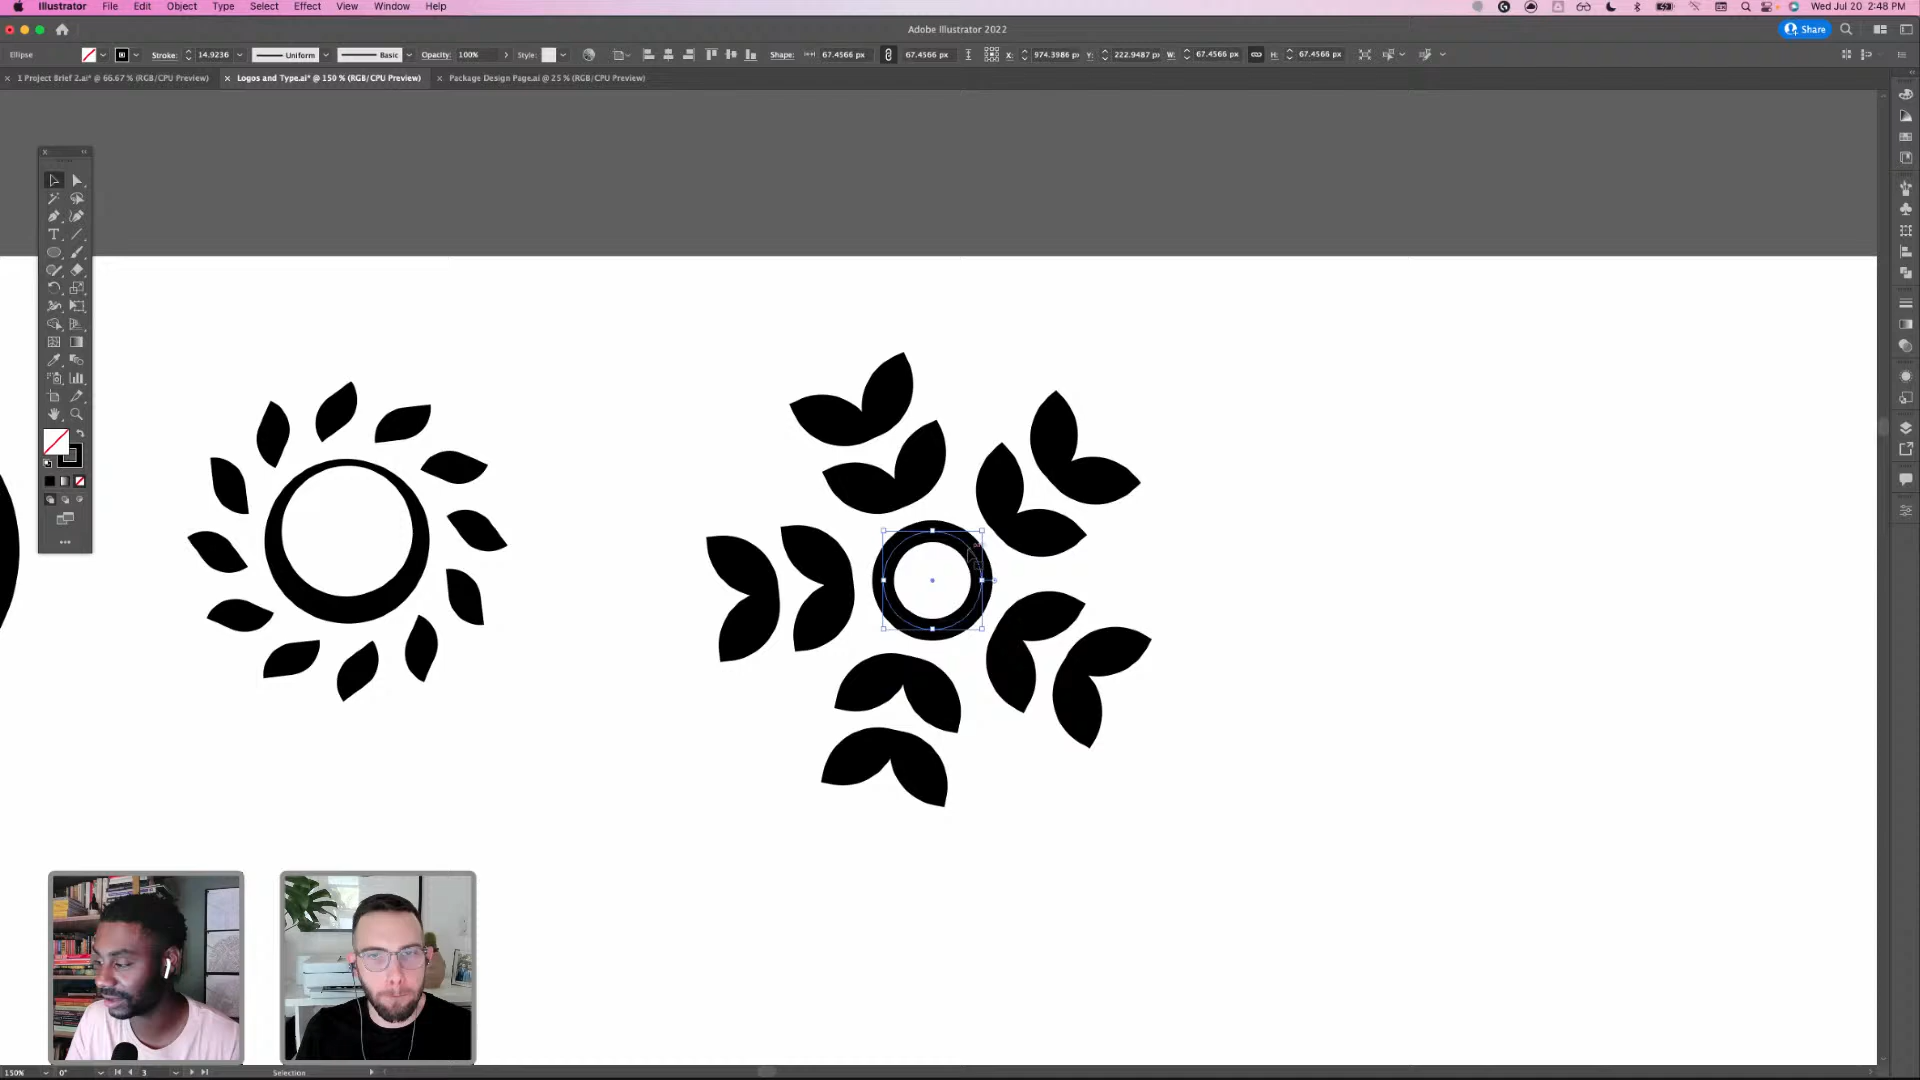 Illustrator File Edit Object Type Select Effect View Window Help
Wed Jul 20 2:48 PM
Adobe Illustrator 2022
Share
Ellipse Stroke: 14.9236 Uniform Basic Opacity: 100% Style: Shape: 67.4566 px 67.4566 px X: 974.3986 p Y: 222.9487 p W: 67.4566 px H: 67.4566 px
1 Project Brief 2.ai* @ 66.67 % (RGB/CPU Preview)
Logos and Type.ai* @ 150 % (RGB/CPU Preview)
Package Design Page.ai @ 25 % (RGB/CPU Preview)
150% 0° 3 Selection